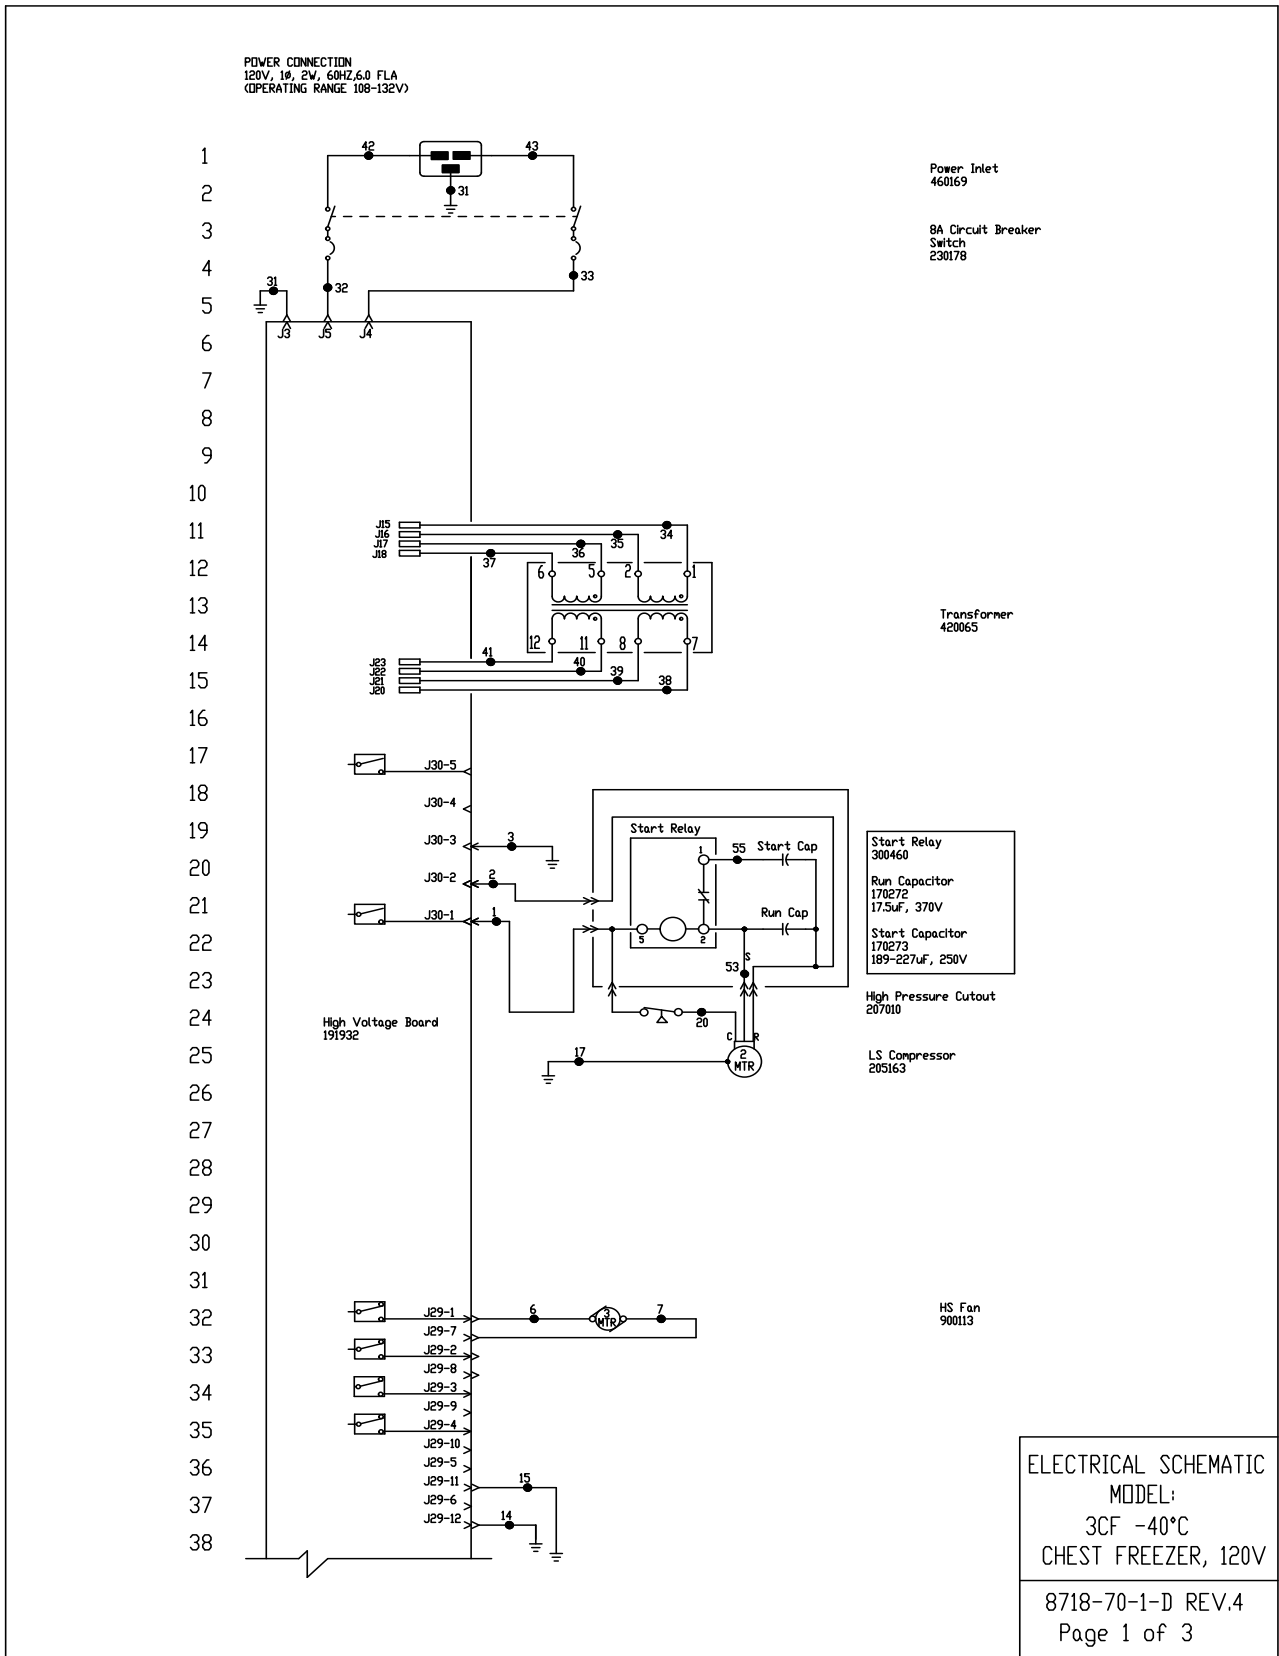 POWER CONNECTION
120V, 1ø, 2W, 60HZ,6.0 FLA
(OPERATING RANGE 108-132V)
1
42
43
Power Inlet
460169
2
31
3
8A Circuit Breaker
Switch
230178
4
31
32
33
5
J3
J5
J4
6
7
8
9
10
11
J15
J16
J17
J18
34
35
36
37
12
6
5
2
1
13
Transformer
420065
14
12
11
8
7
15
J23
J22
J21
J20
41
40
39
38
16
17
J30-5
18
J30-4
19
J30-3
3
Start Relay
1
55
Start Cap
Start Relay
300460
20
J30-2
2
Run Capacitor
170272
17.5uF, 370V
21
J30-1
1
Run Cap
5
2
22
Start Capacitor
170273
189-227uF, 250V
23
53
S
High Pressure Cutout
207010
24
20
High Voltage Board
191932
C
R
25
17
2
MTR
LS Compressor
205163
26
27
28
29
30
31
32
J29-1
6
3
MTR
7
HS Fan
900113
J29-7
33
J29-2
J29-8
34
J29-3
J29-9
35
J29-4
J29-10
36
J29-5
J29-11
15
37
J29-6
J29-12
14
38
ELECTRICAL SCHEMATIC
MODEL:
3CF -40°C
CHEST FREEZER, 120V
8718-70-1-D REV.4
Page 1 of 3